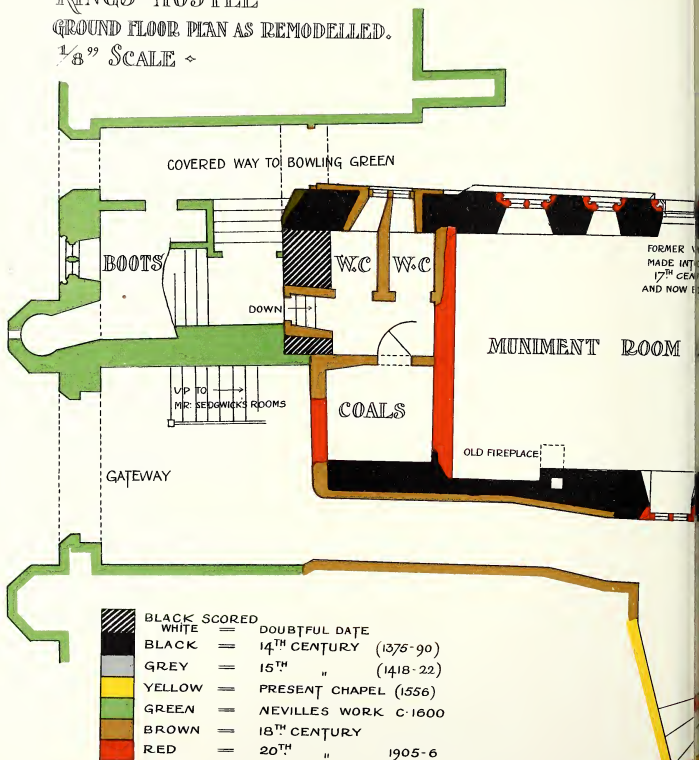 KING'S HOSTEL
GROUND FLOOR PLAN AS REMODELLED.
1/8" SCALE
COVERED WAY TO BOWLING GREEN
BOOTS
W.C
W.C
DOWN
FORMER
MADE INT
17TH CEN
AND NOW
MUNIMENT ROOM
UP TO
MR. SEDGWICK'S ROOMS
COALS
OLD FIREPLACE
GATEWAY
BLACK SCORED
WHITE = DOUBTFUL DATE
BLACK = 14TH CENTURY (1375-90)
GREY = 15TH " (1418-22)
YELLOW = PRESENT CHAPEL (1556)
GREEN = NEVILLES WORK C.1600
BROWN = 18TH CENTURY
RED = 20TH " 1905-6